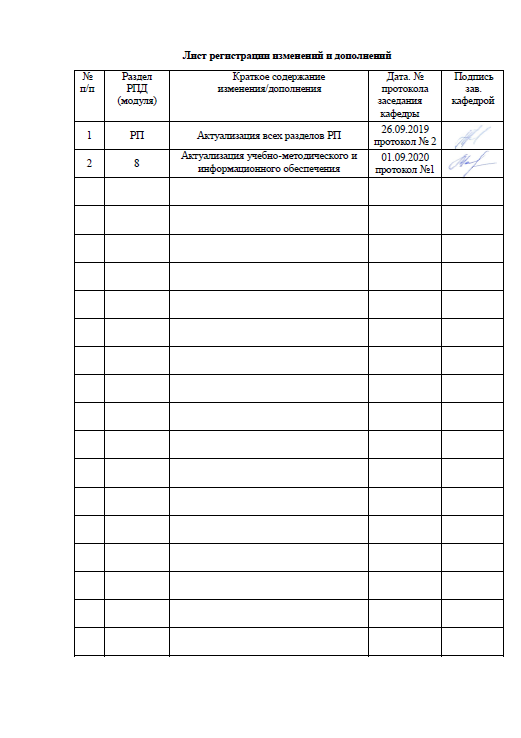 Лист регистрации изменений и дополнений
№
п/п
Раздел
РПД
(модуля)
Краткое содержание
изменения/дополнения
Дата. №
протокола
заседания
кафедры
Подпись
зав.
кафедрой
1
РП
Актуализация всех разделов РП
26.09.2019
протокол № 2
2
8
Актуализация учебно-методического и
информационного обеспечения
01.09.2020
протокол №1